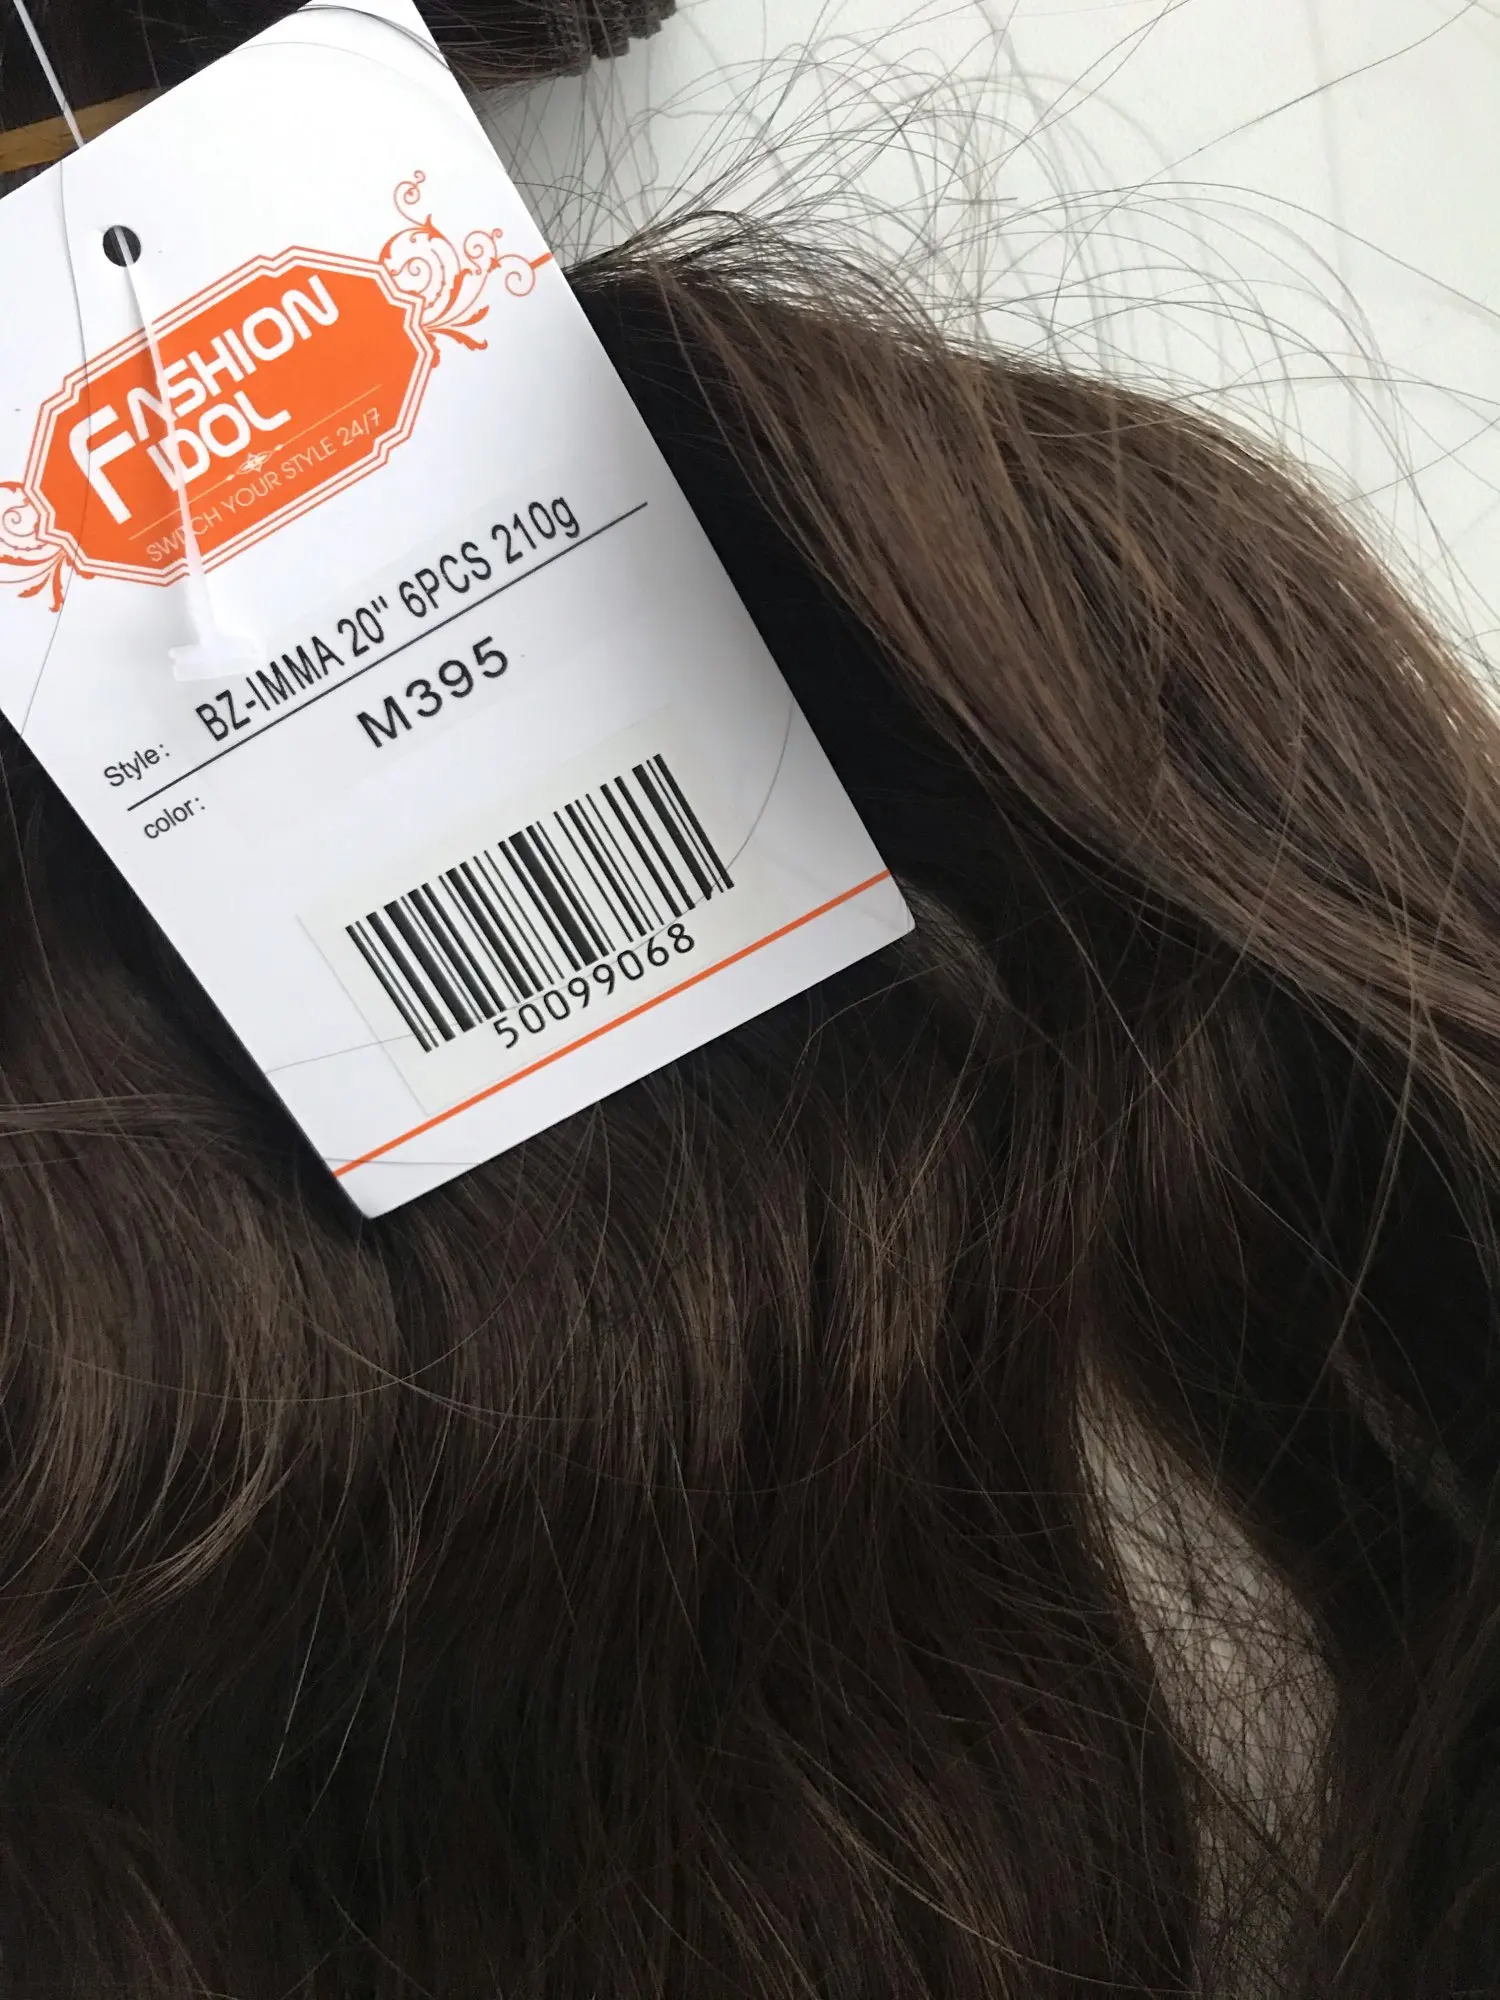 FASHION
IDOL
SWITCH YOUR STYLE 24/7
Style: BZ-IMMA 20" 6PCS 210g
color: M395
50099068